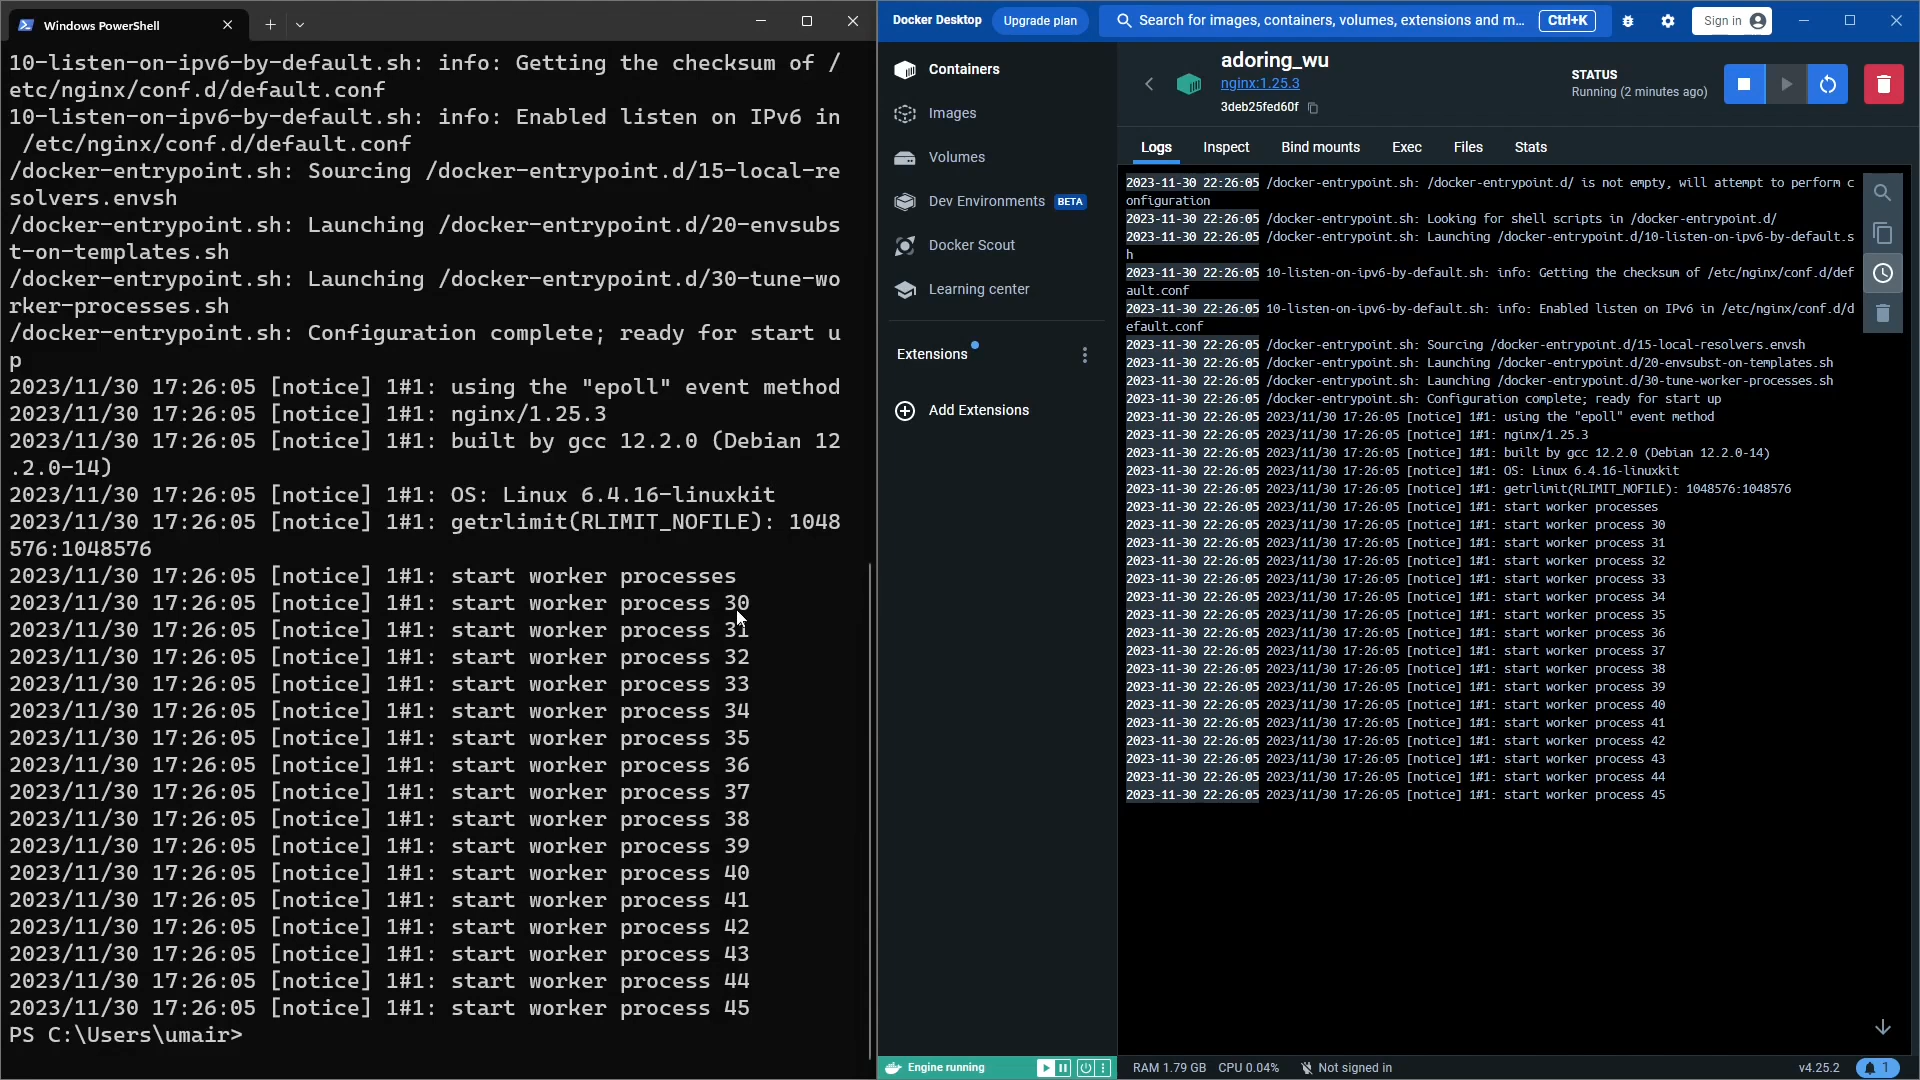 Windows PowerShell
10-listen-on-ipv6-by-default.sh: info: Getting the checksum of /
etc/nginx/conf.d/default.conf
10-listen-on-ipv6-by-default.sh: info: Enabled listen on IPv6 in
/etc/nginx/conf.d/default.conf
/docker-entrypoint.sh: Sourcing /docker-entrypoint.d/15-local-re
solvers.envsh
/docker-entrypoint.sh: Launching /docker-entrypoint.d/20-envsubs
t-on-templates.sh
/docker-entrypoint.sh: Launching /docker-entrypoint.d/30-tune-wo
rker-processes.sh
/docker-entrypoint.sh: Configuration complete; ready for start u
p
2023/11/30 17:26:05 [notice] 1#1: using the "epoll" event method
2023/11/30 17:26:05 [notice] 1#1: nginx/1.25.3
2023/11/30 17:26:05 [notice] 1#1: built by gcc 12.2.0 (Debian 12
.2.0-14)
2023/11/30 17:26:05 [notice] 1#1: OS: Linux 6.4.16-linuxkit
2023/11/30 17:26:05 [notice] 1#1: getrlimit(RLIMIT_NOFILE): 1048
576:1048576
2023/11/30 17:26:05 [notice] 1#1: start worker processes
2023/11/30 17:26:05 [notice] 1#1: start worker process 30
2023/11/30 17:26:05 [notice] 1#1: start worker process 31
2023/11/30 17:26:05 [notice] 1#1: start worker process 32
2023/11/30 17:26:05 [notice] 1#1: start worker process 33
2023/11/30 17:26:05 [notice] 1#1: start worker process 34
2023/11/30 17:26:05 [notice] 1#1: start worker process 35
2023/11/30 17:26:05 [notice] 1#1: start worker process 36
2023/11/30 17:26:05 [notice] 1#1: start worker process 37
2023/11/30 17:26:05 [notice] 1#1: start worker process 38
2023/11/30 17:26:05 [notice] 1#1: start worker process 39
2023/11/30 17:26:05 [notice] 1#1: start worker process 40
2023/11/30 17:26:05 [notice] 1#1: start worker process 41
2023/11/30 17:26:05 [notice] 1#1: start worker process 42
2023/11/30 17:26:05 [notice] 1#1: start worker process 43
2023/11/30 17:26:05 [notice] 1#1: start worker process 44
2023/11/30 17:26:05 [notice] 1#1: start worker process 45
PS C:\Users\umair>
Docker Desktop Upgrade plan Search for images, containers, volumes, extensions and m... Ctrl+K Sign in
Containers
Images
Volumes
Dev Environments BETA
Docker Scout
Learning center
Extensions
Add Extensions
adoring_wu
nginx:1.25.3
3deb25fed60f
STATUS
Running (2 minutes ago)
Logs Inspect Bind mounts Exec Files Stats
2023-11-30 22:26:05 /docker-entrypoint.sh: /docker-entrypoint.d/ is not empty, will attempt to perform c
onfiguration
2023-11-30 22:26:05 /docker-entrypoint.sh: Looking for shell scripts in /docker-entrypoint.d/
2023-11-30 22:26:05 /docker-entrypoint.sh: Launching /docker-entrypoint.d/10-listen-on-ipv6-by-default.s
h
2023-11-30 22:26:05 10-listen-on-ipv6-by-default.sh: info: Getting the checksum of /etc/nginx/conf.d/def
ault.conf
2023-11-30 22:26:05 10-listen-on-ipv6-by-default.sh: info: Enabled listen on IPv6 in /etc/nginx/conf.d/d
efault.conf
2023-11-30 22:26:05 /docker-entrypoint.sh: Sourcing /docker-entrypoint.d/15-local-resolvers.envsh
2023-11-30 22:26:05 /docker-entrypoint.sh: Launching /docker-entrypoint.d/20-envsubst-on-templates.sh
2023-11-30 22:26:05 /docker-entrypoint.sh: Launching /docker-entrypoint.d/30-tune-worker-processes.sh
2023-11-30 22:26:05 /docker-entrypoint.sh: Configuration complete; ready for start up
2023-11-30 22:26:05 2023/11/30 17:26:05 [notice] 1#1: using the "epoll" event method
2023-11-30 22:26:05 2023/11/30 17:26:05 [notice] 1#1: nginx/1.25.3
2023-11-30 22:26:05 2023/11/30 17:26:05 [notice] 1#1: built by gcc 12.2.0 (Debian 12.2.0-14)
2023-11-30 22:26:05 2023/11/30 17:26:05 [notice] 1#1: OS: Linux 6.4.16-linuxkit
2023-11-30 22:26:05 2023/11/30 17:26:05 [notice] 1#1: getrlimit(RLIMIT_NOFILE): 1048576:1048576
2023-11-30 22:26:05 2023/11/30 17:26:05 [notice] 1#1: start worker processes
2023-11-30 22:26:05 2023/11/30 17:26:05 [notice] 1#1: start worker process 30
2023-11-30 22:26:05 2023/11/30 17:26:05 [notice] 1#1: start worker process 31
2023-11-30 22:26:05 2023/11/30 17:26:05 [notice] 1#1: start worker process 32
2023-11-30 22:26:05 2023/11/30 17:26:05 [notice] 1#1: start worker process 33
2023-11-30 22:26:05 2023/11/30 17:26:05 [notice] 1#1: start worker process 34
2023-11-30 22:26:05 2023/11/30 17:26:05 [notice] 1#1: start worker process 35
2023-11-30 22:26:05 2023/11/30 17:26:05 [notice] 1#1: start worker process 36
2023-11-30 22:26:05 2023/11/30 17:26:05 [notice] 1#1: start worker process 37
2023-11-30 22:26:05 2023/11/30 17:26:05 [notice] 1#1: start worker process 38
2023-11-30 22:26:05 2023/11/30 17:26:05 [notice] 1#1: start worker process 39
2023-11-30 22:26:05 2023/11/30 17:26:05 [notice] 1#1: start worker process 40
2023-11-30 22:26:05 2023/11/30 17:26:05 [notice] 1#1: start worker process 41
2023-11-30 22:26:05 2023/11/30 17:26:05 [notice] 1#1: start worker process 42
2023-11-30 22:26:05 2023/11/30 17:26:05 [notice] 1#1: start worker process 43
2023-11-30 22:26:05 2023/11/30 17:26:05 [notice] 1#1: start worker process 44
2023-11-30 22:26:05 2023/11/30 17:26:05 [notice] 1#1: start worker process 45
Engine running RAM 1.79 GB CPU 0.04% Not signed in v4.25.2 1